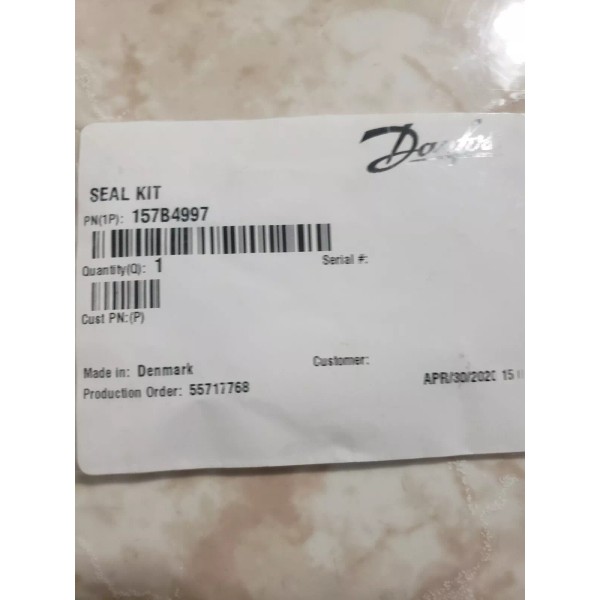 Danfoss
SEAL KIT
PN(1P): 157B4997
Quantity(Q): 1
Serial #:
Cust PN:(P)
Customer:
Made in: Denmark
Production Order: 55717768
APR/30/2020 15